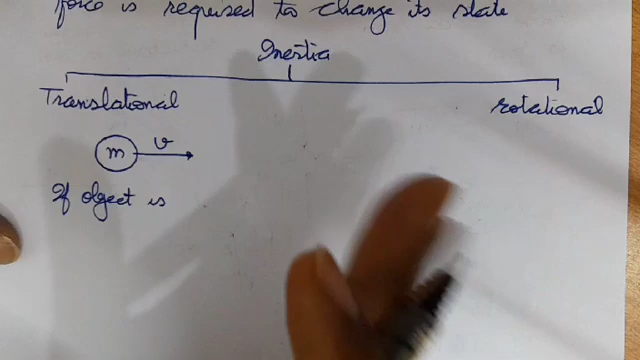 force is required to change its state
Inertia
Translational rotational
m v
If object is